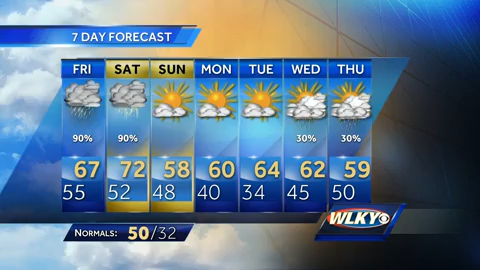 7 DAY FORECAST
FRI SAT SUN MON TUE WED THU
90% 90% 30% 30%
67 72 58 60 64 62 59
55 52 48 40 34 45 50
WLKY
NORMALS: 50/32